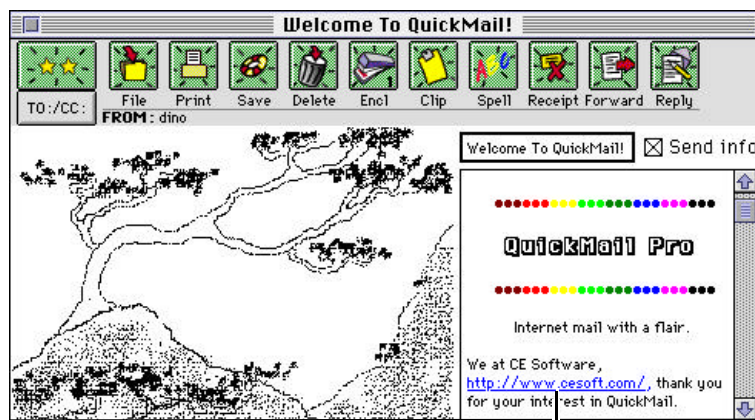 Welcome To QuickMail!
TO:/CC:
File Print Save Delete Encl Clip Spell Receipt Forward Reply
1
ABC
FROM: dino
Welcome To QuickMail!
Send info
QuickMail Pro
Internet mail with a flair.
We at CE Software,
http://www.cesoft.com/, thank you
for your interest in QuickMail.